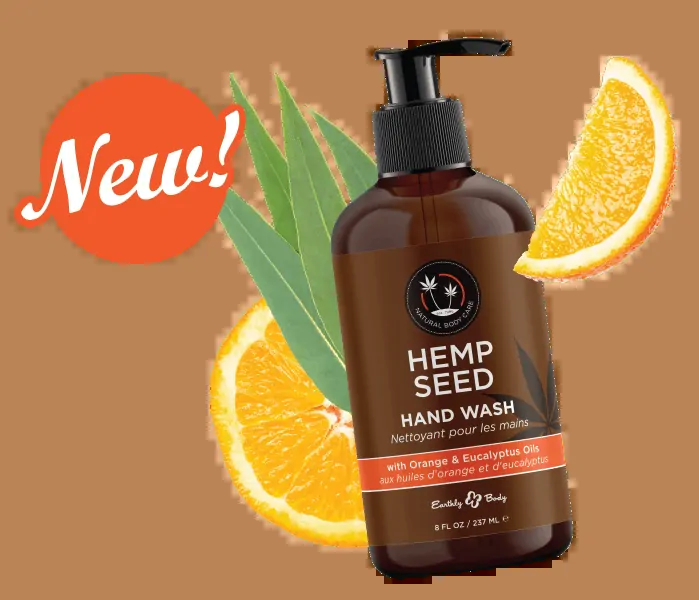 New!
NATURAL BODY CARE
HEMP
SEED
HAND WASH
Nettoyant pour les mains
with Orange & Eucalyptus Oils
aux huiles d'orange et d'eucalyptus
Earthly Body
8 FL OZ / 237 ML ℮